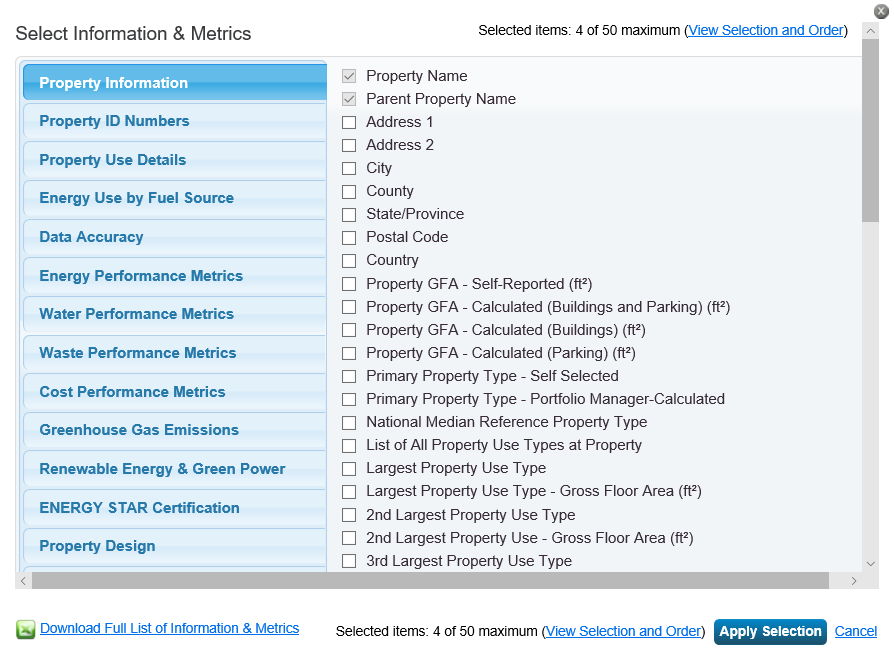 Select Information & Metrics
Selected items: 4 of 50 maximum (View Selection and Order)
Property Information
Property ID Numbers
Property Use Details
Energy Use by Fuel Source
Data Accuracy
Energy Performance Metrics
Water Performance Metrics
Waste Performance Metrics
Cost Performance Metrics
Greenhouse Gas Emissions
Renewable Energy & Green Power
ENERGY STAR Certification
Property Design
Property Name
Parent Property Name
Address 1
Address 2
City
County
State/Province
Postal Code
Country
Property GFA - Self-Reported (ft²)
Property GFA - Calculated (Buildings and Parking) (ft²)
Property GFA - Calculated (Buildings) (ft²)
Property GFA - Calculated (Parking) (ft²)
Primary Property Type - Self Selected
Primary Property Type - Portfolio Manager-Calculated
National Median Reference Property Type
List of All Property Use Types at Property
Largest Property Use Type
Largest Property Use Type - Gross Floor Area (ft²)
2nd Largest Property Use Type
2nd Largest Property Use - Gross Floor Area (ft²)
3rd Largest Property Use Type
Download Full List of Information & Metrics
Selected items: 4 of 50 maximum (View Selection and Order)
Apply Selection
Cancel